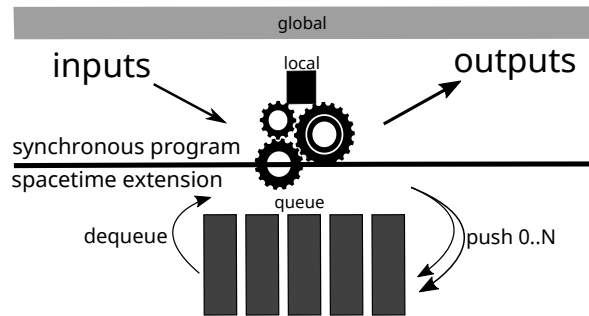 global
inputs
local
outputs
synchronous program
spacetime extension
queue
dequeue
push 0..N